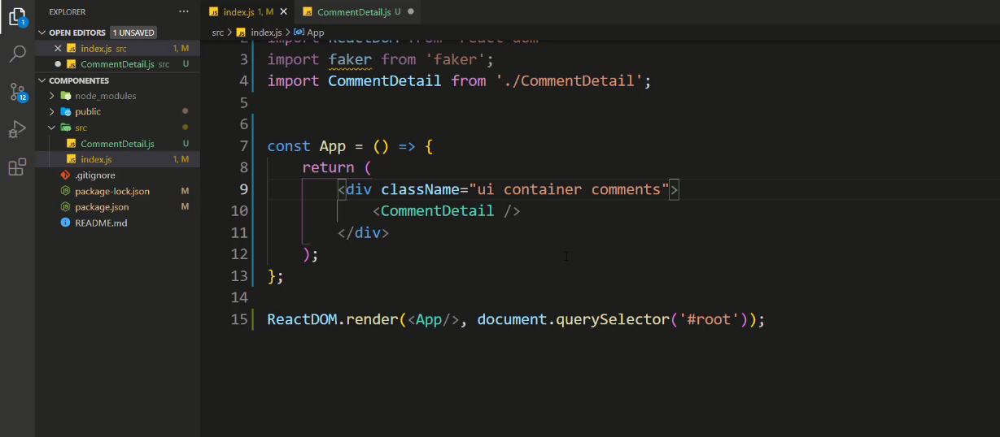 EXPLORER ...
OPEN EDITORS 1 UNSAVED
index.js src 1, M
CommentDetail.js src U
COMPONENTES
node_modules
public
src
CommentDetail.js U
index.js 1, M
.gitignore
package-lock.json M
package.json M
README.md
1
12
index.js 1, M CommentDetail.js U
src > index.js > App
2 import ReactDOM from 'react-dom'
3 import faker from 'faker';
4 import CommentDetail from './CommentDetail';
5
6
7 const App = () => {
8 return (
9 <div className="ui container comments">
10 <CommentDetail />
11 </div>
12 );
13 };
14
15 ReactDOM.render(<App/>, document.querySelector('#root'));